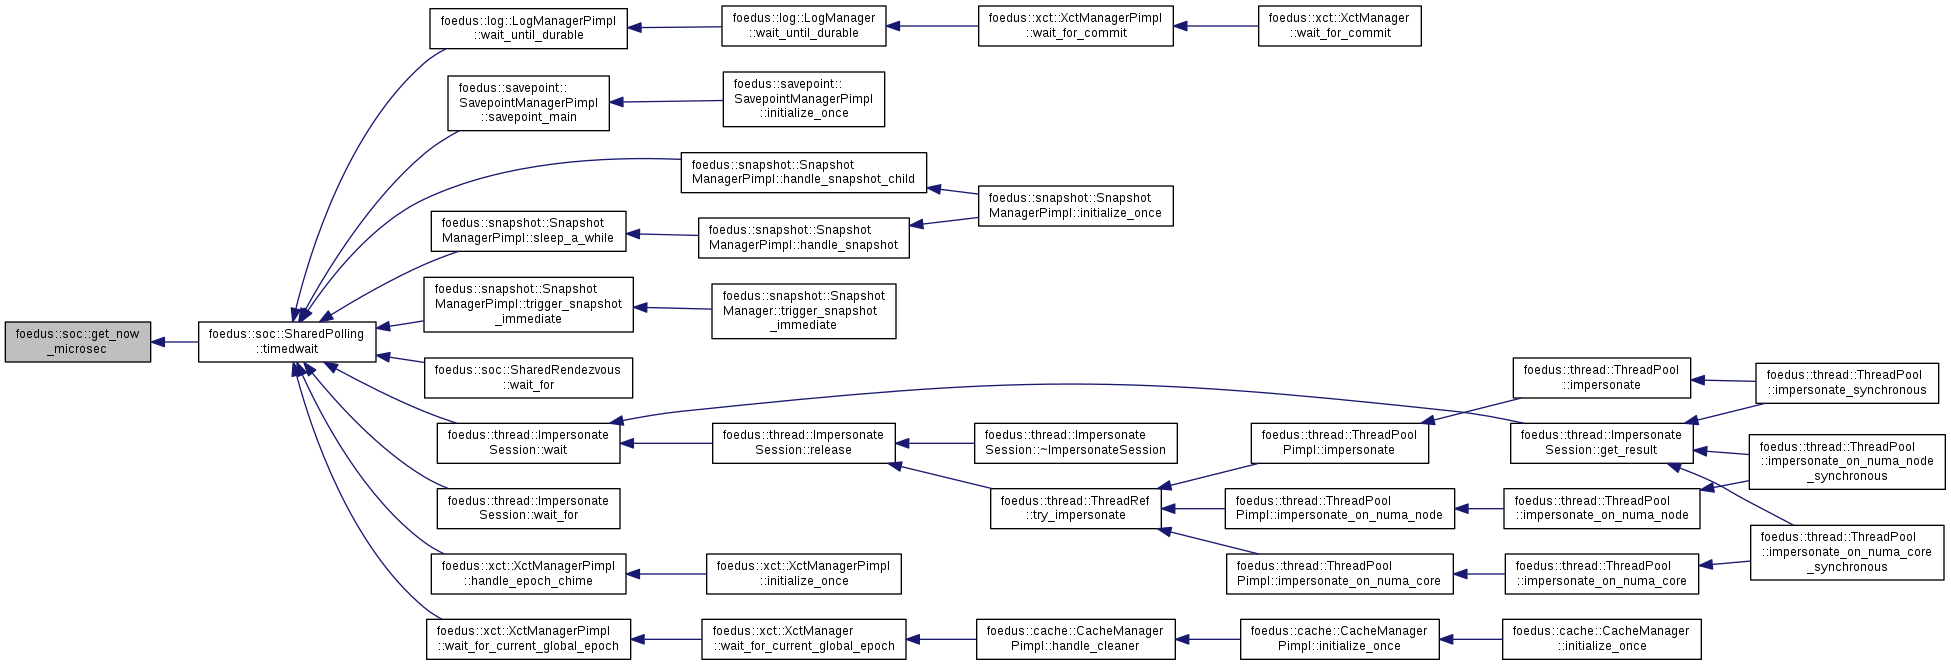 foedus::soc::get_now
_microsec
foedus::soc::SharedPolling
::timedwait
foedus::log::LogManagerPimpl
::wait_until_durable
foedus::log::LogManager
::wait_until_durable
foedus::xct::XctManagerPimpl
::wait_for_commit
foedus::xct::XctManager
::wait_for_commit
foedus::savepoint::
SavepointManagerPimpl
::savepoint_main
foedus::savepoint::
SavepointManagerPimpl
::initialize_once
foedus::snapshot::Snapshot
ManagerPimpl::handle_snapshot_child
foedus::snapshot::Snapshot
ManagerPimpl::initialize_once
foedus::snapshot::Snapshot
ManagerPimpl::sleep_a_while
foedus::snapshot::Snapshot
ManagerPimpl::handle_snapshot
foedus::snapshot::Snapshot
ManagerPimpl::trigger_snapshot
_immediate
foedus::snapshot::Snapshot
Manager::trigger_snapshot
_immediate
foedus::soc::SharedRendezvous
::wait_for
foedus::thread::Impersonate
Session::wait
foedus::thread::Impersonate
Session::release
foedus::thread::Impersonate
Session::~ImpersonateSession
foedus::thread::ThreadRef
::try_impersonate
foedus::thread::ThreadPool
Pimpl::impersonate
foedus::thread::ThreadPool
::impersonate
foedus::thread::ThreadPool
::impersonate_synchronous
foedus::thread::Impersonate
Session::get_result
foedus::thread::ThreadPool
::impersonate_on_numa_node
_synchronous
foedus::thread::ThreadPool
Pimpl::impersonate_on_numa_node
foedus::thread::ThreadPool
::impersonate_on_numa_node
foedus::thread::ThreadPool
::impersonate_on_numa_core
_synchronous
foedus::thread::ThreadPool
Pimpl::impersonate_on_numa_core
foedus::thread::ThreadPool
::impersonate_on_numa_core
foedus::thread::Impersonate
Session::wait_for
foedus::xct::XctManagerPimpl
::handle_epoch_chime
foedus::xct::XctManagerPimpl
::initialize_once
foedus::xct::XctManagerPimpl
::wait_for_current_global_epoch
foedus::xct::XctManager
::wait_for_current_global_epoch
foedus::cache::CacheManager
Pimpl::handle_cleaner
foedus::cache::CacheManager
Pimpl::initialize_once
foedus::cache::CacheManager
::initialize_once